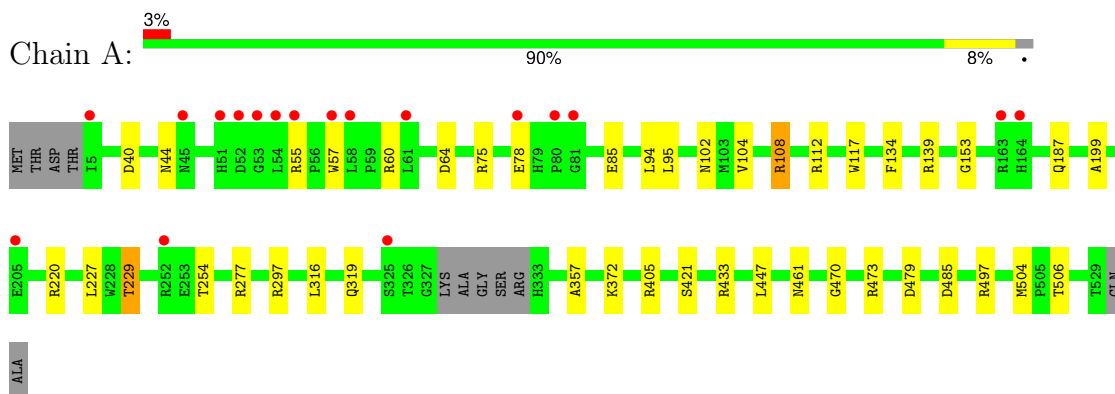 3%
Chain A:
90% 8% •
MET THR ASP THR I5 D40 N44 N45 H51 D52 G53 L54 R55 P56 W57 L58 P59 R60 L61 D64 R75 E78 H79 P80 G81 E85 L94 L95 N102 M103 V104 R108 R112 W117 F134 R139 G153 R163 H164 Q187 A199
E205 R220 L227 W228 T229 R252 E253 T254 R277 R297 L316 Q319 S325 T326 G327 LYS ALA GLY SER ARG H333 A357 K372 R405 S421 R433 L447 N461 G470 R473 D479 D485 R497 M504 P505 T506 T529 GLN
ALA